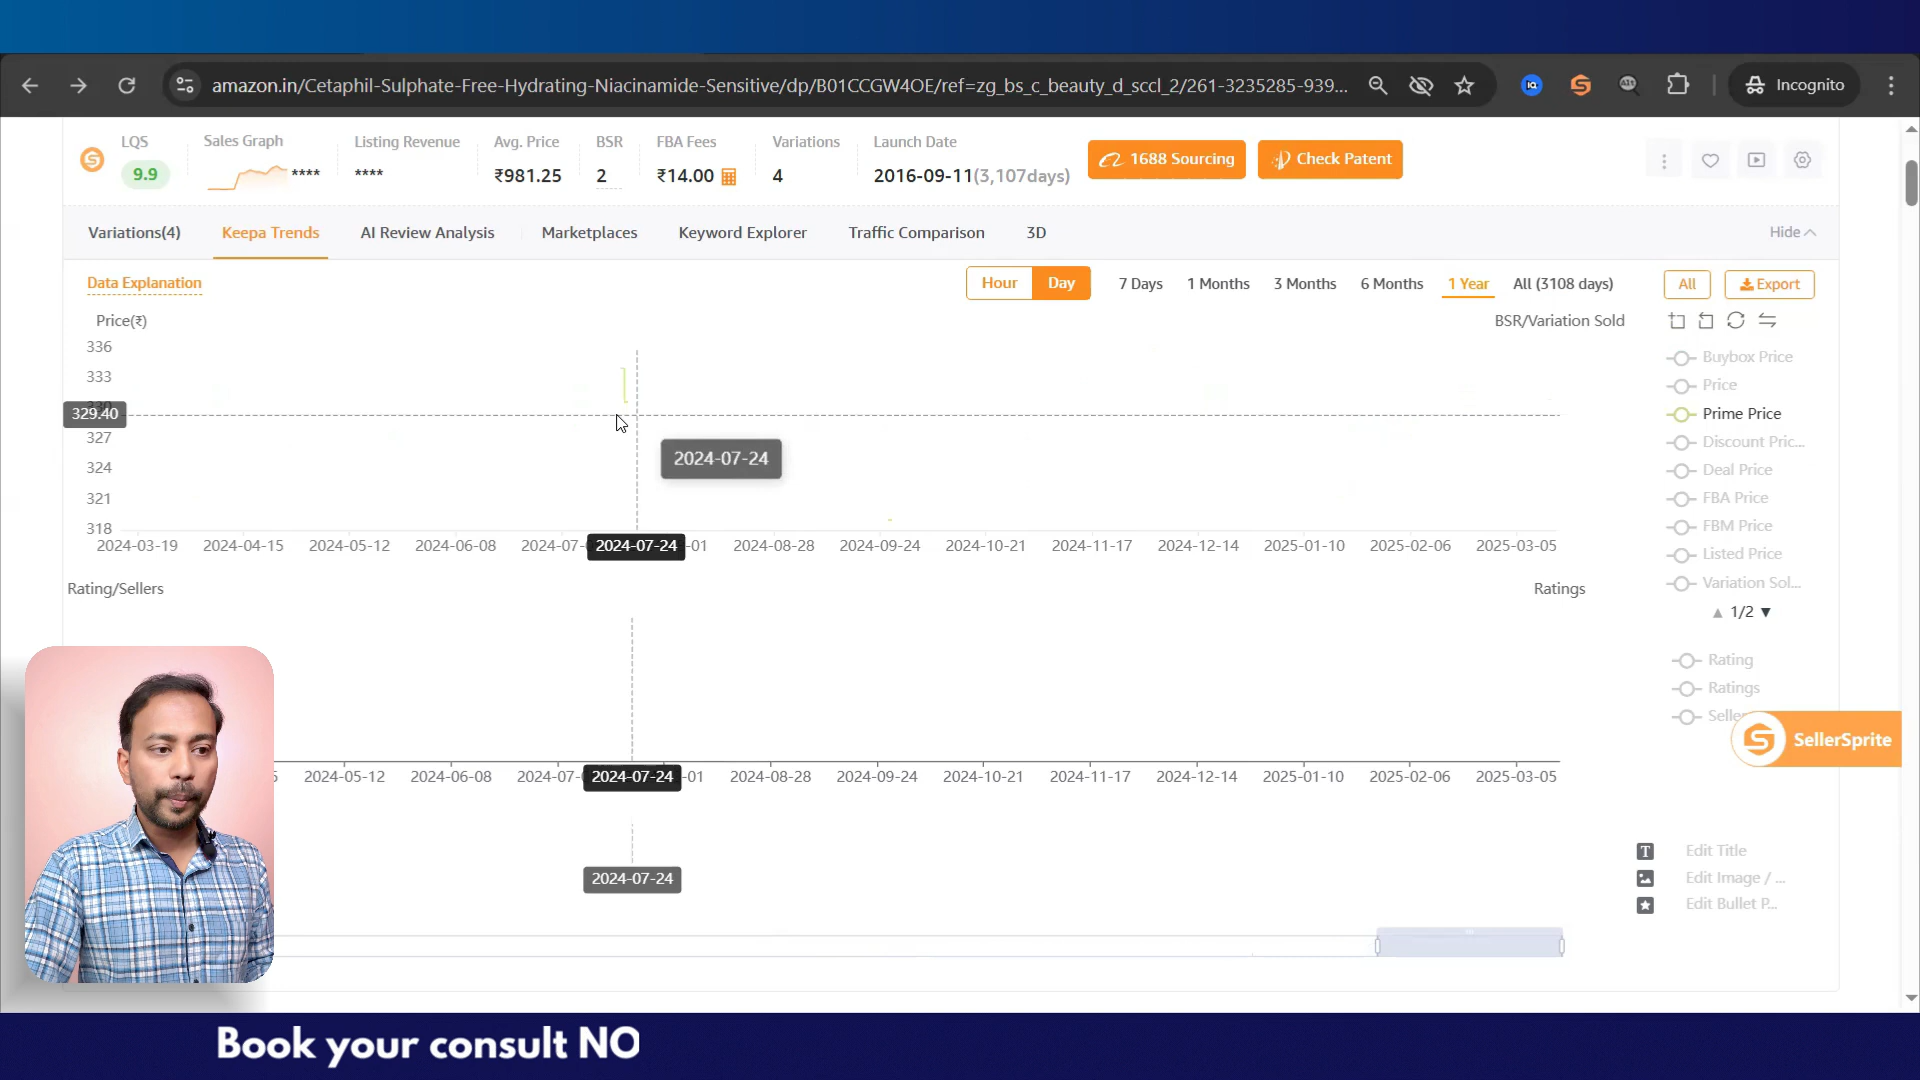 amazon.in/Cetaphil-Sulphate-Free-Hydrating-Niacinamide-Sensitive/dp/B01CCGW4OE/ref=zg_bs_c_beauty_d_sccl_2/261-3235285-939...
Incognito
LQS
Sales Graph
Listing Revenue
Avg. Price
BSR
FBA Fees
Variations
Launch Date
9.9
****
****
₹981.25
2
₹14.00
4
2016-09-11(3,107days)
1688 Sourcing
Check Patent
Variations(4)
Keepa Trends
AI Review Analysis
Marketplaces
Keyword Explorer
Traffic Comparison
3D
Hide
Data Explanation
Hour
Day
7 Days
1 Months
3 Months
6 Months
1 Year
All (3108 days)
All
Export
Price(₹)
BSR/Variation Sold
336
333
329.40
327
324
321
318
2024-07-24
2024-03-19
2024-04-15
2024-05-12
2024-06-08
2024-07-
2024-07-24
-01
2024-08-28
2024-09-24
2024-10-21
2024-11-17
2024-12-14
2025-01-10
2025-02-06
2025-03-05
Buybox Price
Price
Prime Price
Discount Pric...
Deal Price
FBA Price
FBM Price
Listed Price
Variation Sol...
1/2
Rating/Sellers
Ratings
Rating
Ratings
Selle
SellerSprite
2024-05-12
2024-06-08
2024-07-
2024-07-24
-01
2024-08-28
2024-09-24
2024-10-21
2024-11-17
2024-12-14
2025-01-10
2025-02-06
2025-03-05
2024-07-24
Edit Title
Edit Image / ...
Edit Bullet P...
Book your consult NO